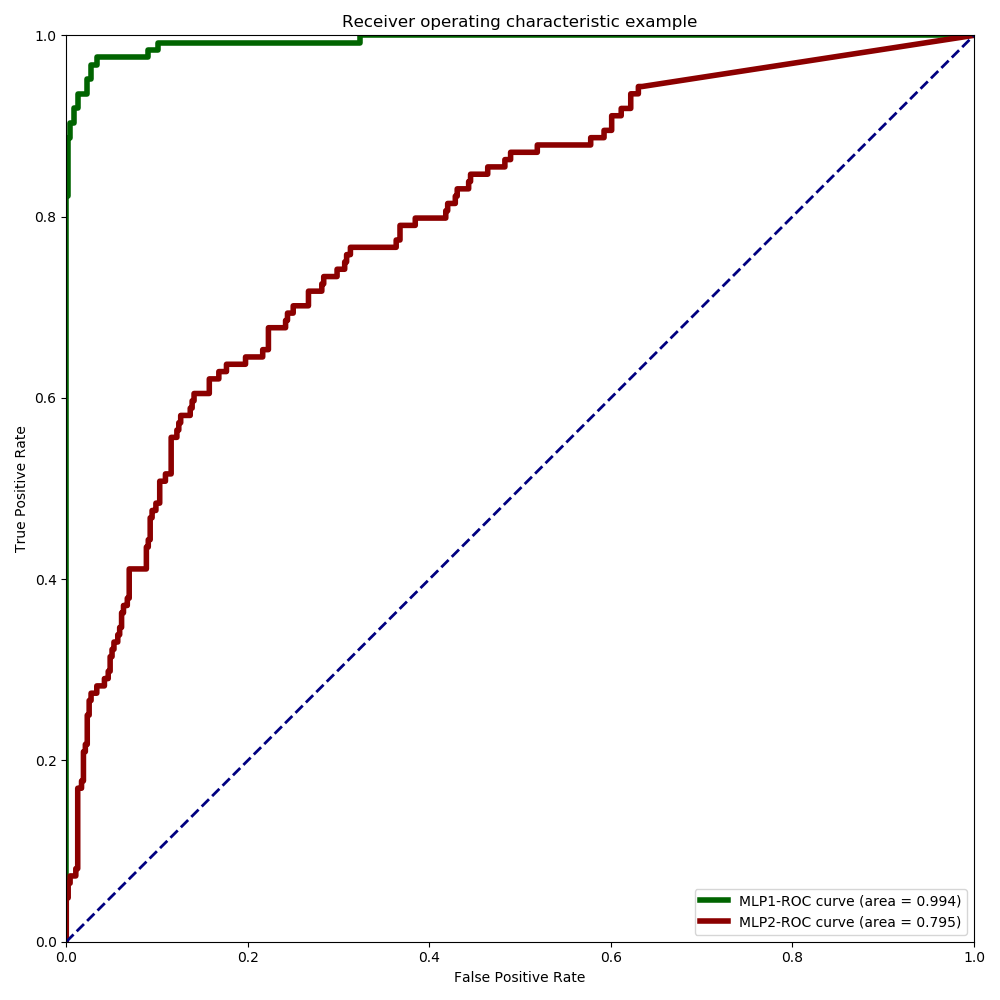 Receiver operating characteristic example
1.0
0.8
0.6
0.4
0.2
0.0
True Positive Rate
0.0 0.2 0.4 0.6 0.8 1.0
False Positive Rate
MLP1-ROC curve (area = 0.994)
MLP2-ROC curve (area = 0.795)